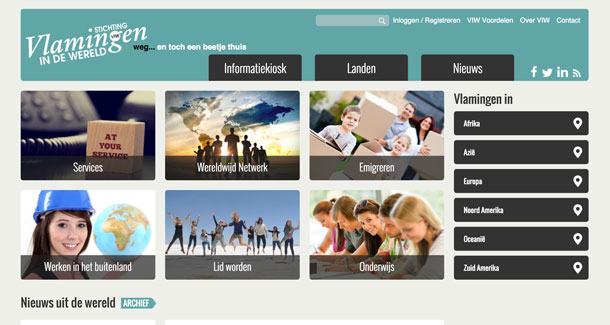 STICHTING
Vlamingen
VIW
IN DE WERELD
weg... en toch een beetje thuis
Inloggen / Registreren VIW Voordelen Over VIW Contact
Informatiekiosk Landen Nieuws
AT YOUR SERVICE
Services
Wereldwijd Netwerk
Emigreren
Werken in het buitenland
Lid worden
Onderwijs
Vlamingen in
Afrika
Azië
Europa
Noord Amerika
Oceanië
Zuid Amerika
Nieuws uit de wereld ARCHIEF